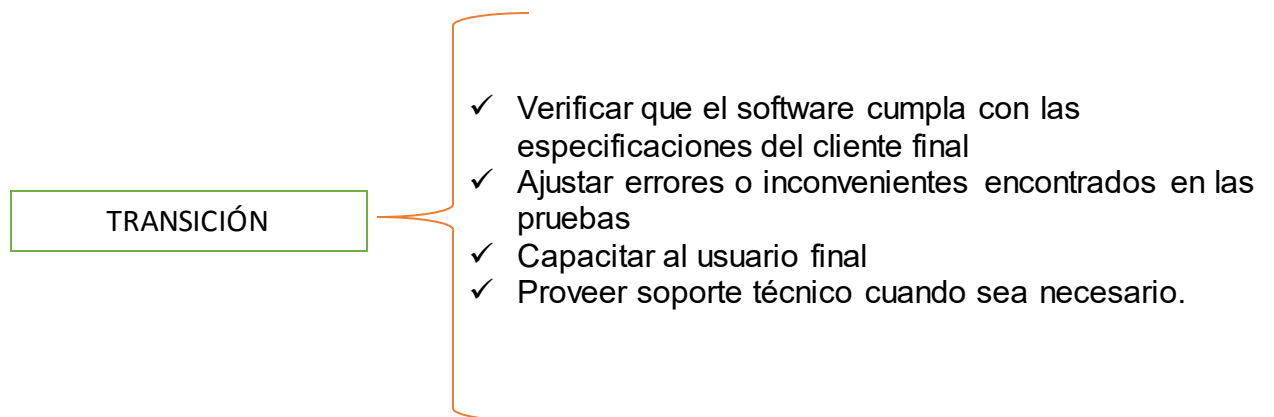 TRANSICIÓN
✓ Verificar que el software cumpla con las
especificaciones del cliente final
✓ Ajustar errores o inconvenientes encontrados en las
pruebas
✓ Capacitar al usuario final
✓ Proveer soporte técnico cuando sea necesario.